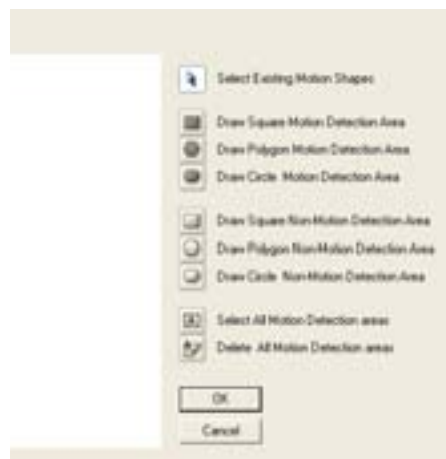 Select Existing Motion Shapes
Draw Square Motion Detection Area
Draw Polygon Motion Detection Area
Draw Circle Motion Detection Area
Draw Square Non-Motion Detection Area
Draw Polygon Non-Motion Detection Area
Draw Circle Non-Motion Detection Area
Select All Motion Detection areas
Delete All Motion Detection areas
OK
Cancel